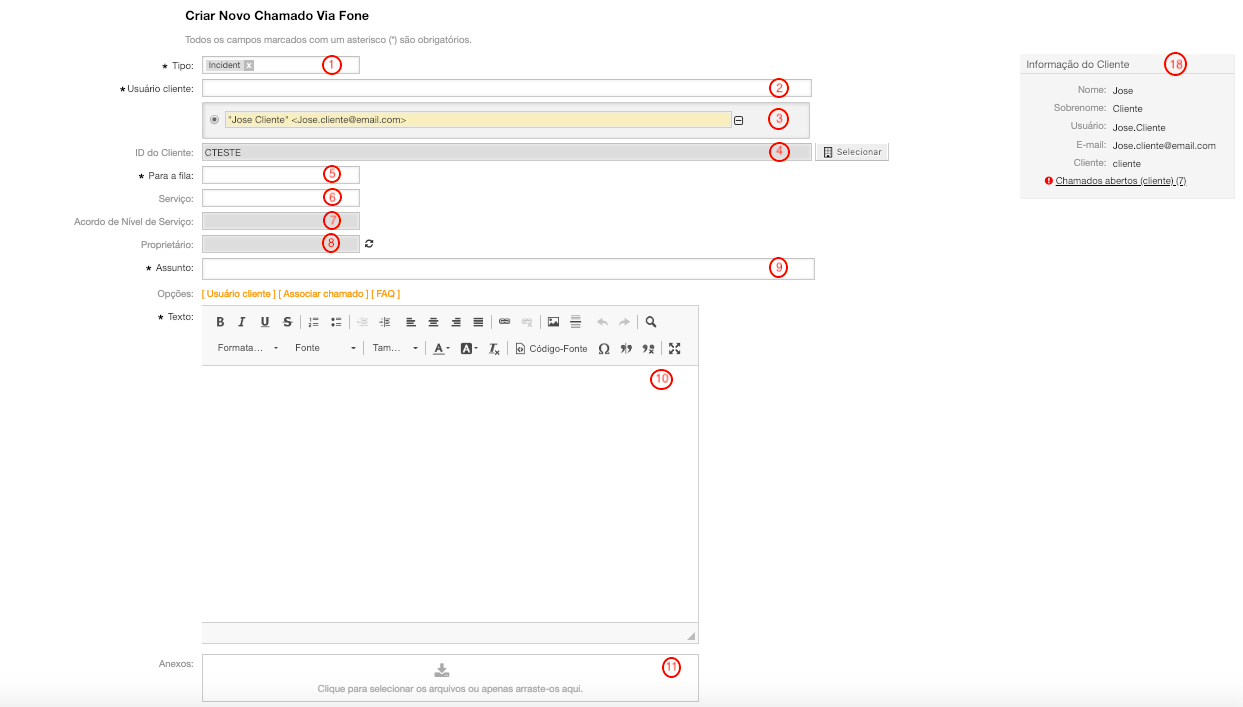 Criar Novo Chamado Via Fone
Todos os campos marcados com um asterisco (*) são obrigatórios.
* Tipo: Incident x 1
* Usuário cliente: 2
"Jose Cliente" <Jose.cliente@email.com> 3
ID do Cliente: CTESTE 4 Selecionar
* Para a fila: 5
Serviço: 6
Acordo de Nível de Serviço: 7
Proprietário: 8
* Assunto: 9
Opções: [ Usuário cliente ] [ Associar chamado ] [ FAQ ]
* Texto:
B I U S
Formata... Fonte Tam... A A Tx Código-Fonte Ω
10
Anexos: 11
Clique para selecionar os arquivos ou apenas arraste-os aqui.
Informação do Cliente 18
Nome: Jose
Sobrenome: Cliente
Usuário: Jose.Cliente
E-mail: Jose.cliente@email.com
Cliente: cliente
Chamados abertos (cliente) (7)